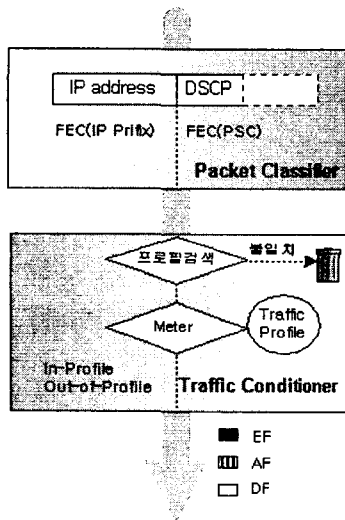 IP address DSCP
FEC(IP Prifix) FEC(PSC)
Packet Classifier
프로필검색
불일치
Meter
Traffic
Profile
In-Profile
Out-of-Profile
Traffic Conditioner
EF
AF
DF